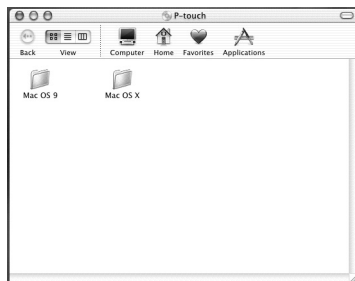 P-touch
Back View Computer Home Favorites Applications
Mac OS 9 Mac OS X